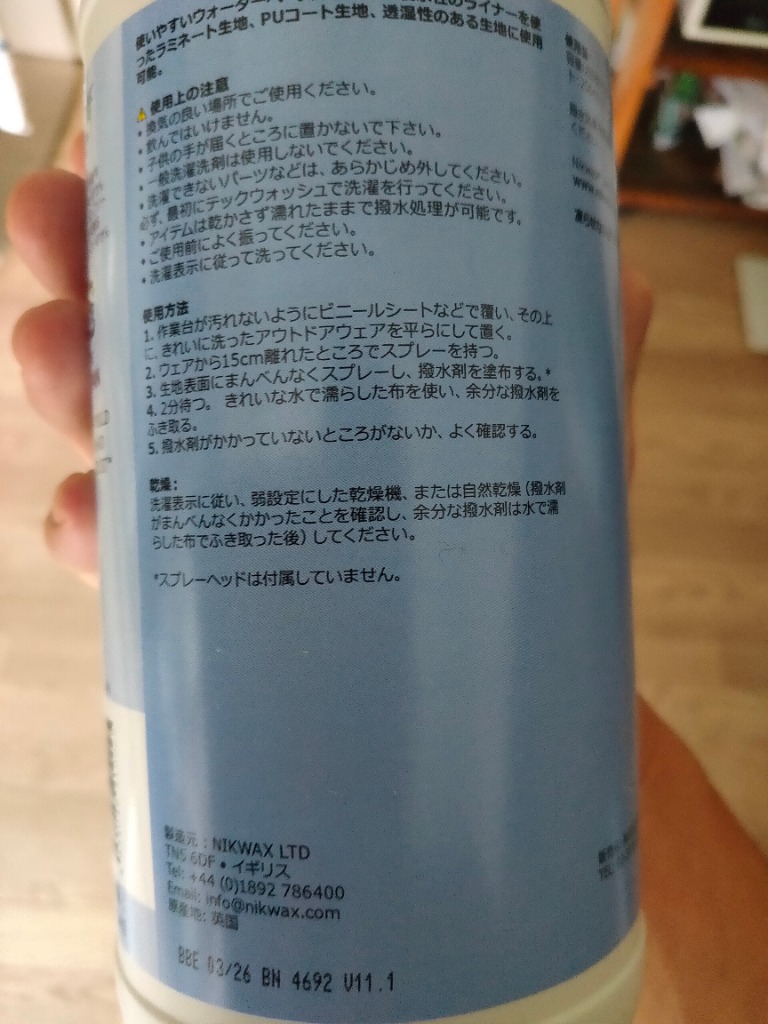 使いやすいウォーター
のライナーを使
ったラミネート生地、PUコート生地、透湿性のある生地に使用
可能。
使用上の注意
• 換気の良い場所でご使用ください。
• 飲んではいけません。
• 子供の手が届くところに置かないで下さい。
• 一般洗濯洗剤は使用しないでください。
• 洗濯できないパーツなどは、あらかじめ外してください。
必ず、最初にテックウォッシュで洗濯を行ってください。
• アイテムは乾かさず濡れたままで撥水処理が可能です。
• ご使用前によく振ってください。
• 洗濯表示に従って洗ってください。
使用方法
1. 作業台が汚れないようにビニールシートなどで覆い、その上
に、きれいに洗ったアウトドアウェアを平らにして置く。
2. ウェアから15cm離れたところでスプレーを持つ。
3. 生地表面にまんべんなくスプレーし、撥水剤を塗布する。*
4. 2分待つ。 きれいな水で濡らした布を使い、余分な撥水剤を
ふき取る。
5. 撥水剤がかかっていないところがないか、よく確認する。
乾燥：
洗濯表示に従い、弱設定にした乾燥機、または自然乾燥（撥水剤
がまんべんなくかかったことを確認し、余分な撥水剤は水で濡
らした布でふき取った後）してください。
*スプレーヘッドは付属していません。
製造元：NIKWAX LTD
TN5 6DF • イギリス
Tel: +44 (0)1892 786400
Email: info@nikwax.com
原産地: 英国
BBE 03/26 BN 4692 V11.1
TEL